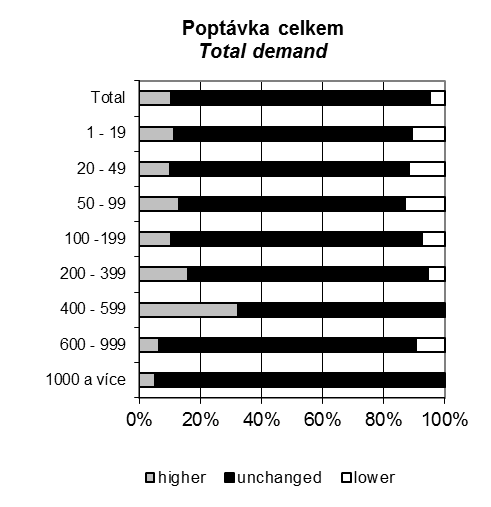 Poptávka celkem
Total demand
Total
1 - 19
20 - 49
50 - 99
100 -199
200 - 399
400 - 599
600 - 999
1000 a více
0% 20% 40% 60% 80% 100%
higher unchanged lower